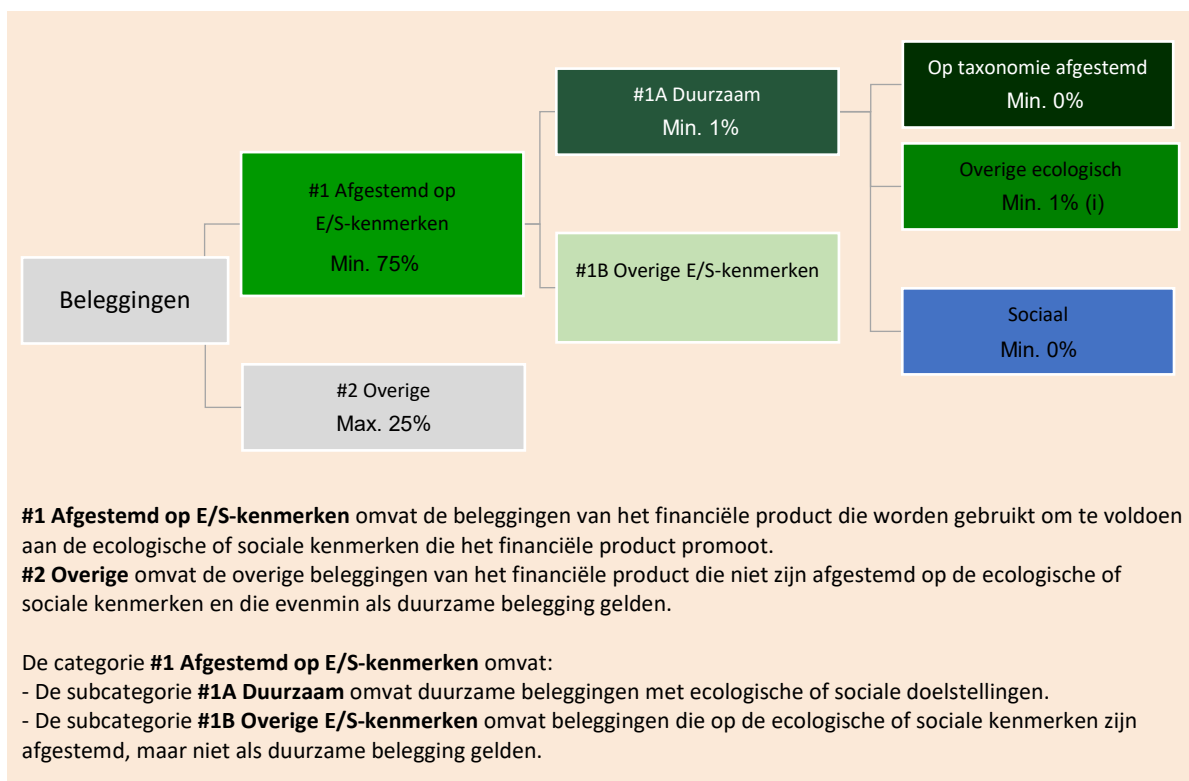 Beleggingen
#1 Afgestemd op
E/S-kenmerken
Min. 75%
#2 Overige
Max. 25%
#1A Duurzaam
Min. 1%
#1B Overige E/S-kenmerken
Op taxonomie afgestemd
Min. 0%
Overige ecologisch
Min. 1% (i)
Sociaal
Min. 0%
#1 Afgestemd op E/S-kenmerken omvat de beleggingen van het financiële product die worden gebruikt om te voldoen
aan de ecologische of sociale kenmerken die het financiële product promoot.
#2 Overige omvat de overige beleggingen van het financiële product die niet zijn afgestemd op de ecologische of
sociale kenmerken en die evenmin als duurzame belegging gelden.
De categorie #1 Afgestemd op E/S-kenmerken omvat:
- De subcategorie #1A Duurzaam omvat duurzame beleggingen met ecologische of sociale doelstellingen.
- De subcategorie #1B Overige E/S-kenmerken omvat beleggingen die op de ecologische of sociale kenmerken zijn
afgestemd, maar niet als duurzame belegging gelden.